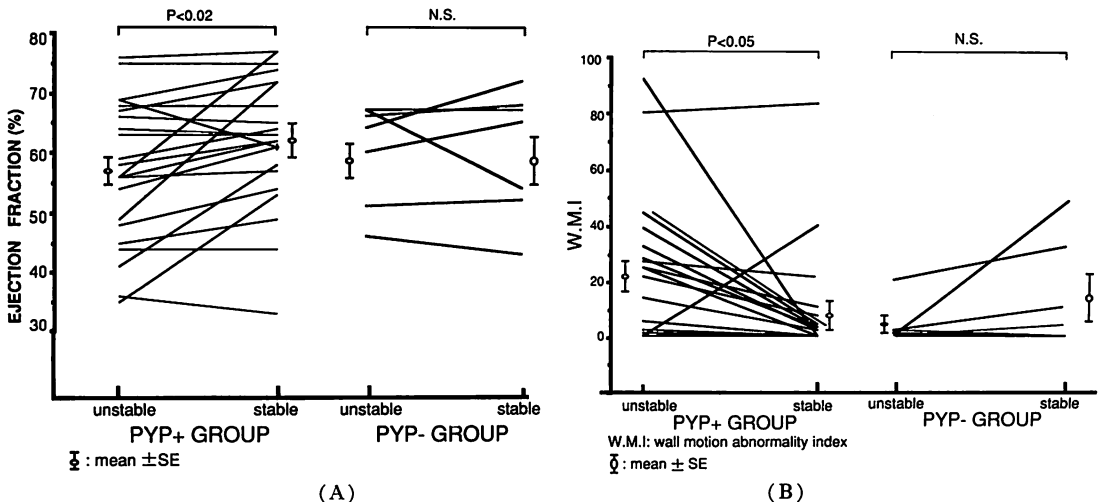 P<0.02
N.S.
80
70
60
50
40
30
EJECTION FRACTION (%)
unstable
stable
unstable
stable
PYP+ GROUP
PYP- GROUP
: mean ±SE
(A)
P<0.05
N.S.
100
80
60
40
20
0
W.M.I
unstable
stable
unstable
stable
PYP+ GROUP
PYP- GROUP
W.M.I: wall motion abnormality index
: mean ± SE
(B)